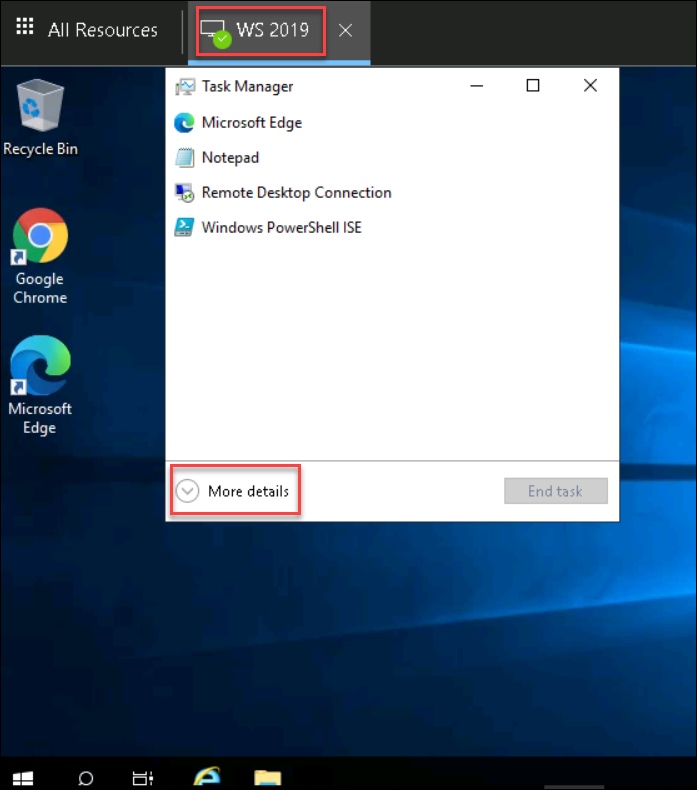 All Resources
WS 2019
Task Manager
Microsoft Edge
Notepad
Remote Desktop Connection
Windows PowerShell ISE
Recycle Bin
Google
Chrome
Microsoft
Edge
More details
End task